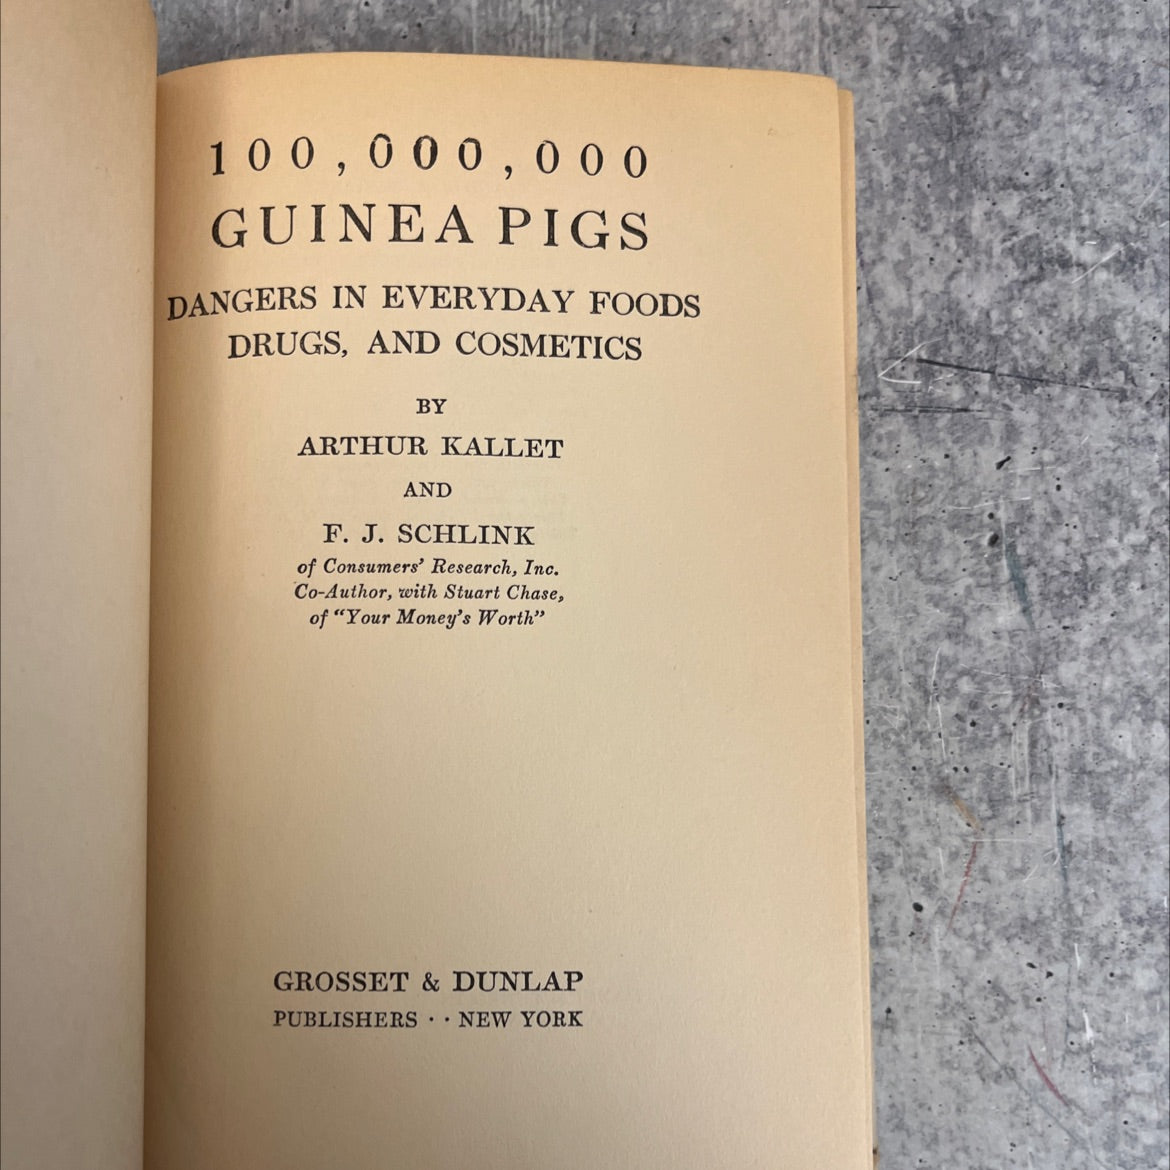 100,000,000
GUINEA PIGS
DANGERS IN EVERYDAY FOODS
DRUGS, AND COSMETICS
BY
ARTHUR KALLET
AND
F. J. SCHLINK
of Consumers' Research, Inc.
Co-Author, with Stuart Chase,
of "Your Money's Worth"
GROSSET & DUNLAP
PUBLISHERS · · NEW YORK